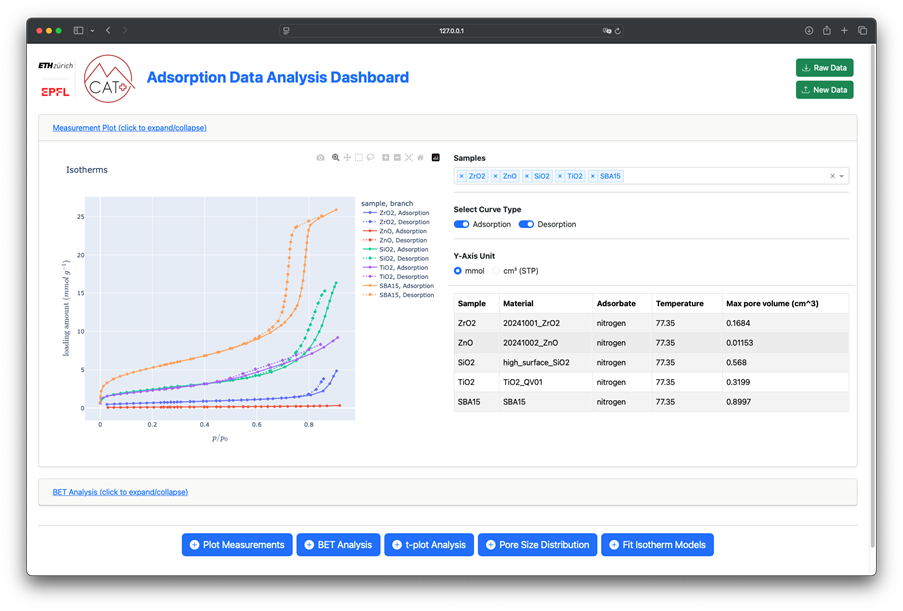 127.0.0.1
ETH zürich
EPFL
CAT+
Adsorption Data Analysis Dashboard
Raw Data
New Data
Measurement Plot (click to expand/collapse)
Isotherms
loading amount (mmol g⁻¹)
25
20
15
10
5
0
0
0.2
0.4
0.6
0.8
p/p₀
sample, branch
ZrO2, Adsorption
ZrO2, Desorption
ZnO, Adsorption
ZnO, Desorption
SiO2, Adsorption
SiO2, Desorption
TiO2, Adsorption
TiO2, Desorption
SBA15, Adsorption
SBA15, Desorption
Samples
× ZrO2 × ZnO × SiO2 × TiO2 × SBA15
Select Curve Type
Adsorption Desorption
Y-Axis Unit
mmol cm³ (STP)
Sample Material Adsorbate Temperature Max pore volume (cm^3)
ZrO2 20241001_ZrO2 nitrogen 77.35 0.1684
ZnO 20241002_ZnO nitrogen 77.35 0.01153
SiO2 high_surface_SiO2 nitrogen 77.35 0.568
TiO2 TiO2_QV01 nitrogen 77.35 0.3199
SBA15 SBA15 nitrogen 77.35 0.8997
BET Analysis (click to expand/collapse)
Plot Measurements
BET Analysis
t-plot Analysis
Pore Size Distribution
Fit Isotherm Models